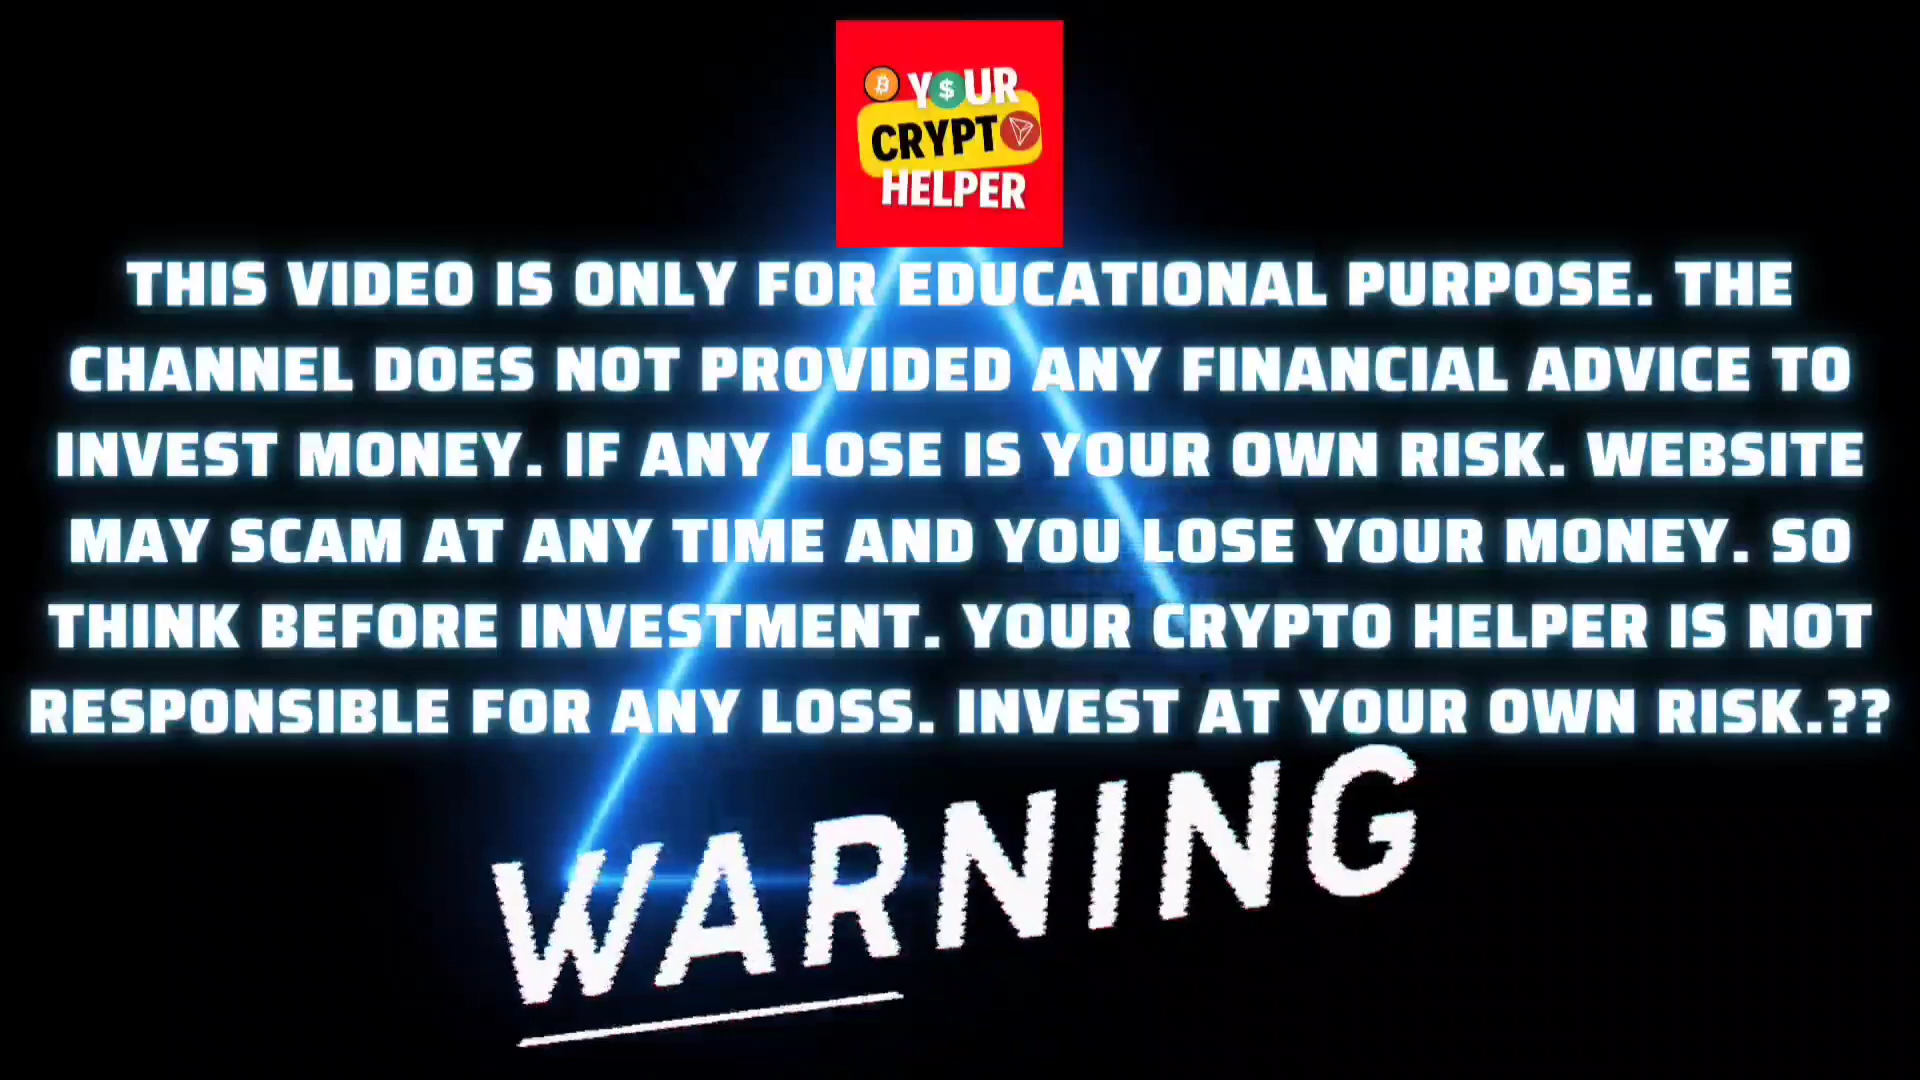 Y$UR
CRYPTO
HELPER
THIS VIDEO IS ONLY FOR EDUCATIONAL PURPOSE. THE
CHANNEL DOES NOT PROVIDED ANY FINANCIAL ADVICE TO
INVEST MONEY. IF ANY LOSE IS YOUR OWN RISK. WEBSITE
MAY SCAM AT ANY TIME AND YOU LOSE YOUR MONEY. SO
THINK BEFORE INVESTMENT. YOUR CRYPTO HELPER IS NOT
RESPONSIBLE FOR ANY LOSS. INVEST AT YOUR OWN RISK.??
WARNING